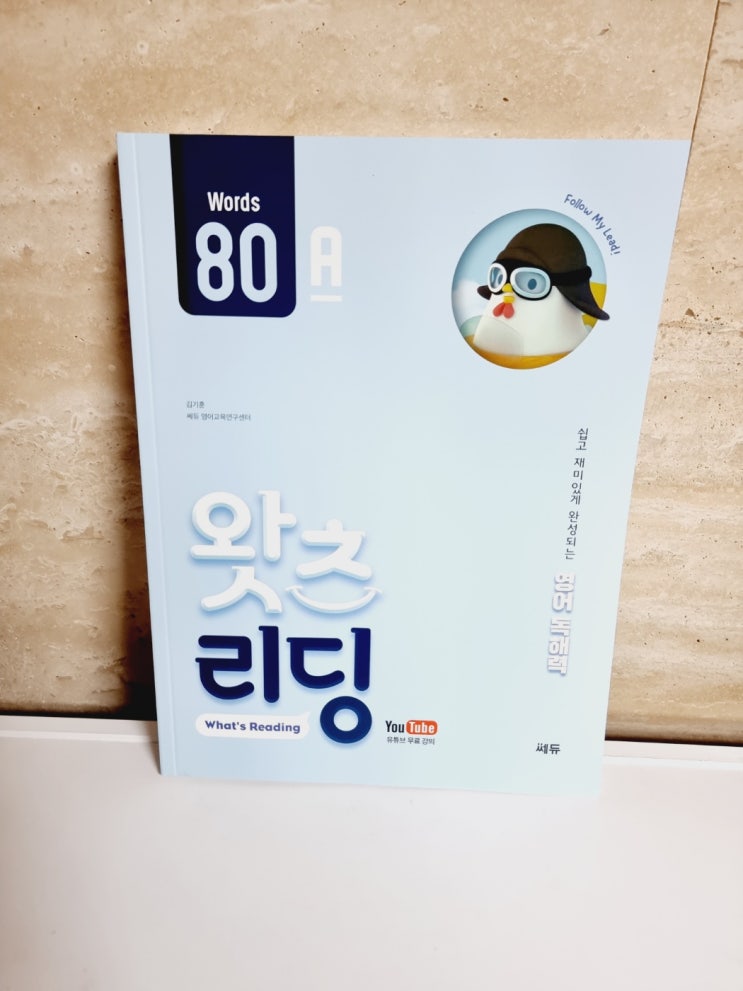 Words
80 A
Follow My Lead!
김기훈
쎄듀 영어교육연구센터
쉽고 재미있게 완성되는 영어 독해력
왓츠
리딩
What's Reading
YouTube
유튜브 무료 강의
쎄듀